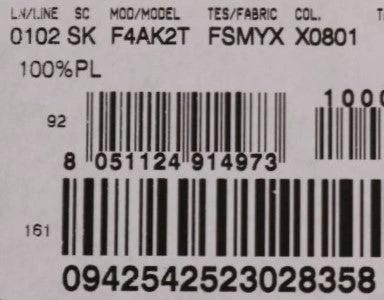 LN/LINE SC MOD/MODEL TES/FABRIC COL. T
0102 SK F4AK2T FSMYX X0801
100%PL
1000
92
8 051124 914973
161
0942542523028358